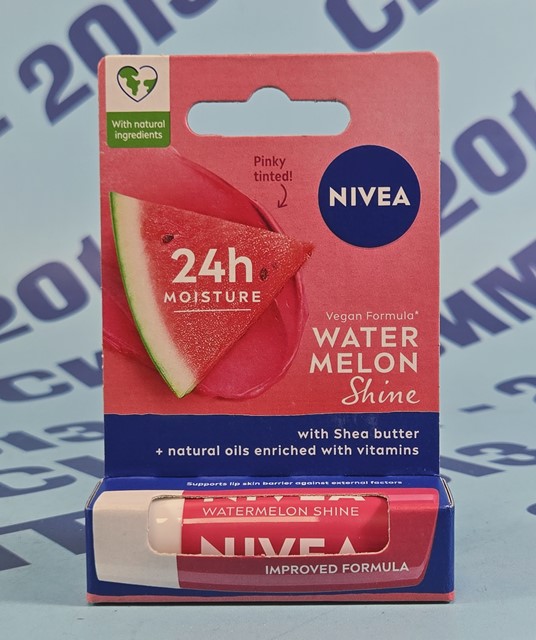 With natural
ingredients
Pinky
tinted!
NIVEA
24h
MOISTURE
Vegan Formula*
WATER
MELON
Shine
with Shea butter
+ natural oils enriched with vitamins
Supports lip skin barrier against external factors
NIVEA
WATERMELON SHINE
NIVEA
IMPROVED FORMULA